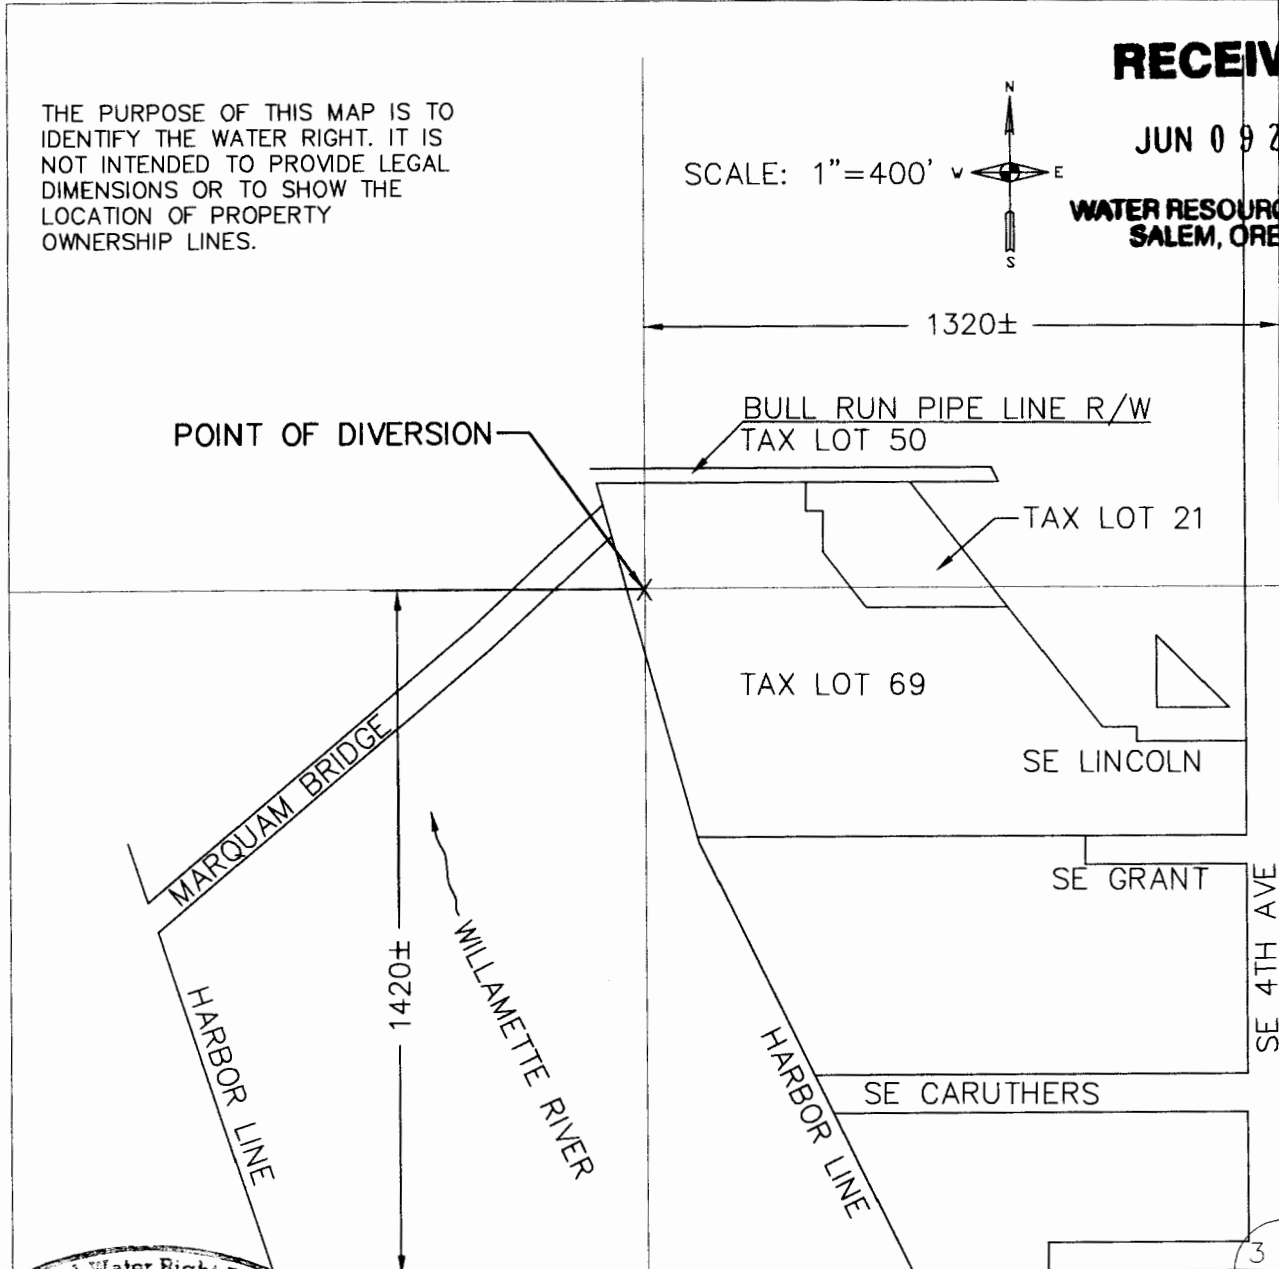 THE PURPOSE OF THIS MAP IS TO
IDENTIFY THE WATER RIGHT. IT IS
NOT INTENDED TO PROVIDE LEGAL
DIMENSIONS OR TO SHOW THE
LOCATION OF PROPERTY
OWNERSHIP LINES.
SCALE: 1"=400'
N
W
E
S
RECEIV
JUN 0 9 2
WATER RESOURC
SALEM, ORE
1320±
BULL RUN PIPE LINE R/W
TAX LOT 50
POINT OF DIVERSION
TAX LOT 21
TAX LOT 69
SE LINCOLN
MARQUAM BRIDGE
SE GRANT
SE 4TH AVE
1420±
WILLAMETTE RIVER
HARBOR LINE
HARBOR LINE
SE CARUTHERS
3
Water Right